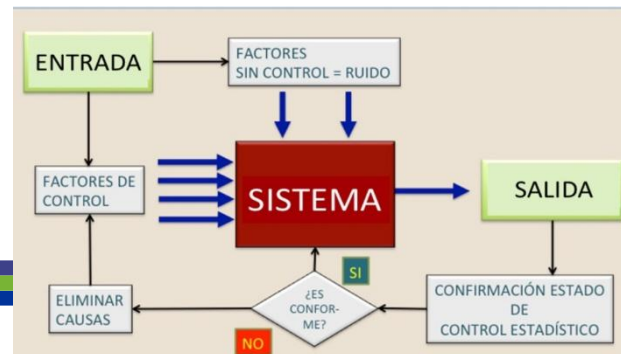 ENTRADA
FACTORES
SIN CONTROL = RUIDO
FACTORES DE
CONTROL
SISTEMA
SALIDA
SI
¿ES
CONFOR-
ME?
NO
ELIMINAR
CAUSAS
CONFIRMACIÓN ESTADO
DE
CONTROL ESTADÍSTICO